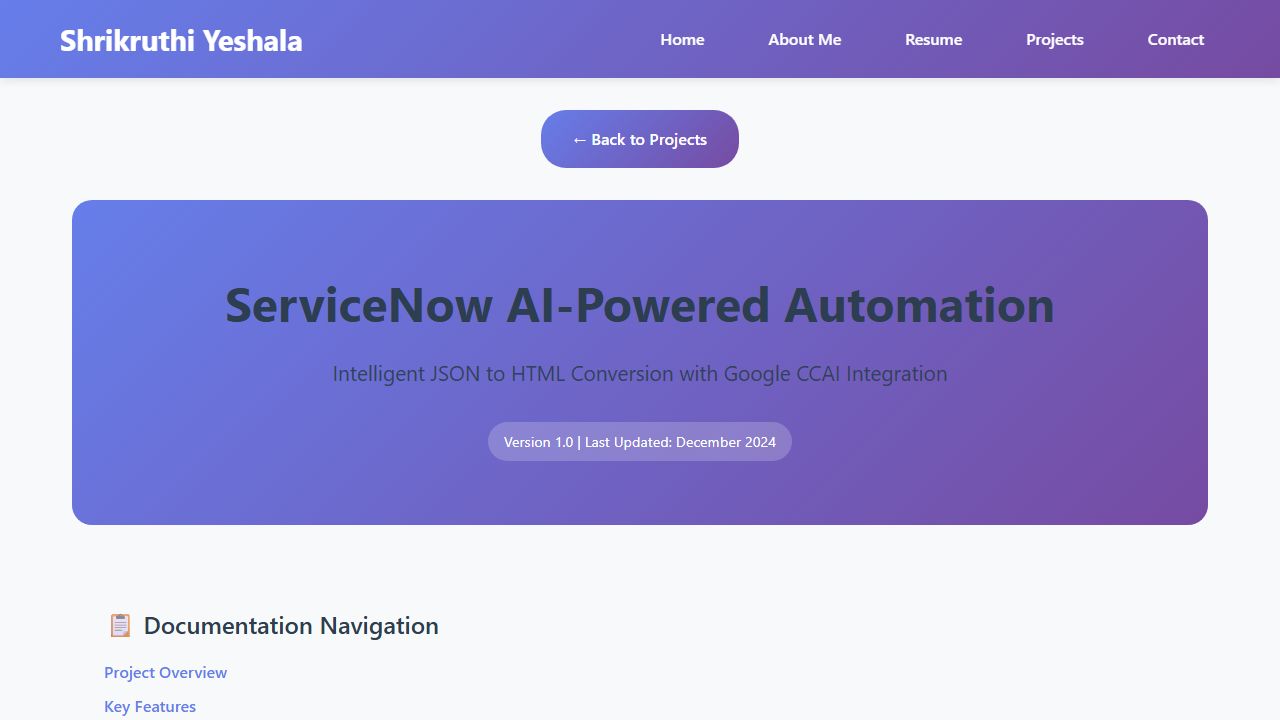 Shrikruthi Yeshala
Home
About Me
Resume
Projects
Contact
← Back to Projects
ServiceNow AI-Powered Automation
Intelligent JSON to HTML Conversion with Google CCAI Integration
Version 1.0 | Last Updated: December 2024
📋 Documentation Navigation
Project Overview
Key Features